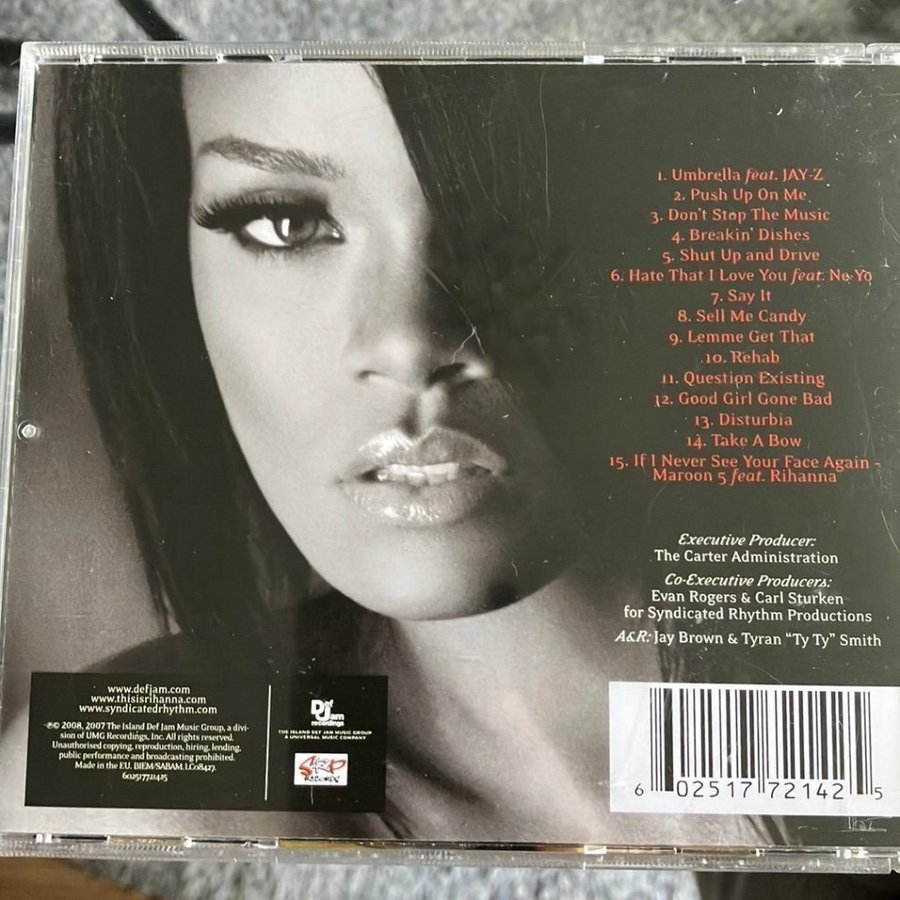 1. Umbrella feat. JAY-Z
2. Push Up On Me
3. Don't Stop The Music
4. Breakin' Dishes
5. Shut Up and Drive
6. Hate That I Love You feat. Ne-Yo
7. Say It
8. Sell Me Candy
9. Lemme Get That
10. Rehab
11. Question Existing
12. Good Girl Gone Bad
13. Disturbia
14. Take A Bow
15. If I Never See Your Face Again -
Maroon 5 feat. Rihanna
Executive Producer:
The Carter Administration
Co-Executive Producers:
Evan Rogers & Carl Sturken
for Syndicated Rhythm Productions
A&R: Jay Brown & Tyran “Ty Ty” Smith
www.defjam.com
www.thisisrihanna.com
www.syndicatedrhythm.com
℗© 2008, 2007 The Island Def Jam Music Group, a divi-
sion of UMG Recordings, Inc. All rights reserved.
Unauthorised copying, reproduction, hiring, lending,
public performance and broadcasting prohibited.
Made in the E.U. BIEM/SABAM. LC08427.
602517721425
Def
Jam
recordings
THE ISLAND DEF JAM MUSIC GROUP
A UNIVERSAL MUSIC COMPANY
SRP
RECORDS
6 02517 72142 5